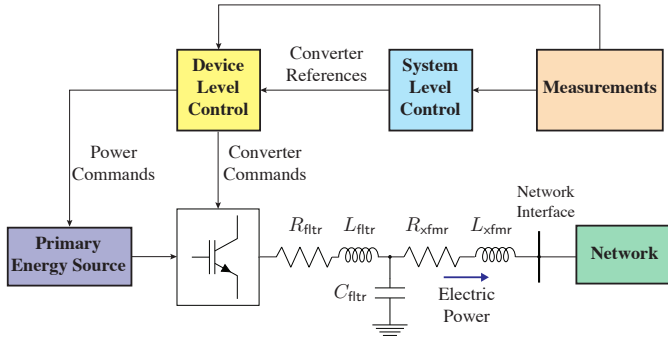 Device
Level
Control
Converter
References
System
Level
Control
Measurements
Power
Commands
Converter
Commands
Primary
Energy Source
R_fltr
L_fltr
R_xfmr
L_xfmr
Network
Interface
Network
C_fltr
Electric
Power